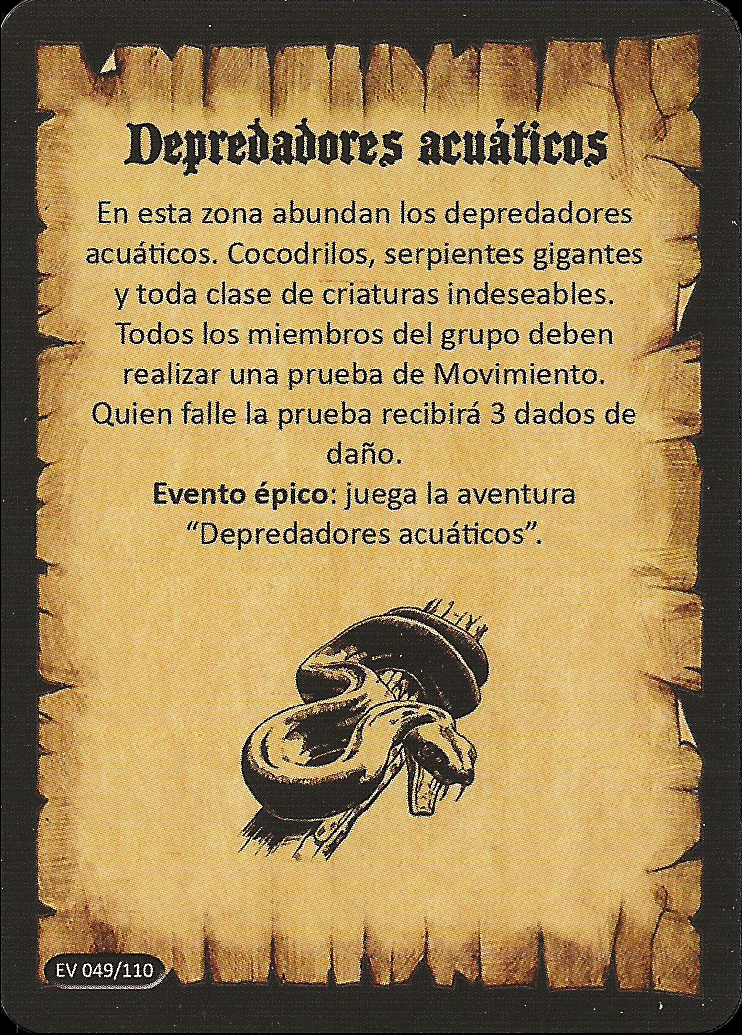 Depredadores acuáticos
En esta zona abundan los depredadores
acuáticos. Cocodrilos, serpientes gigantes
y toda clase de criaturas indeseables.
Todos los miembros del grupo deben
realizar una prueba de Movimiento.
Quien falle la prueba recibirá 3 dados de
daño.
Evento épico: juega la aventura
“Depredadores acuáticos”.
EV 049/110